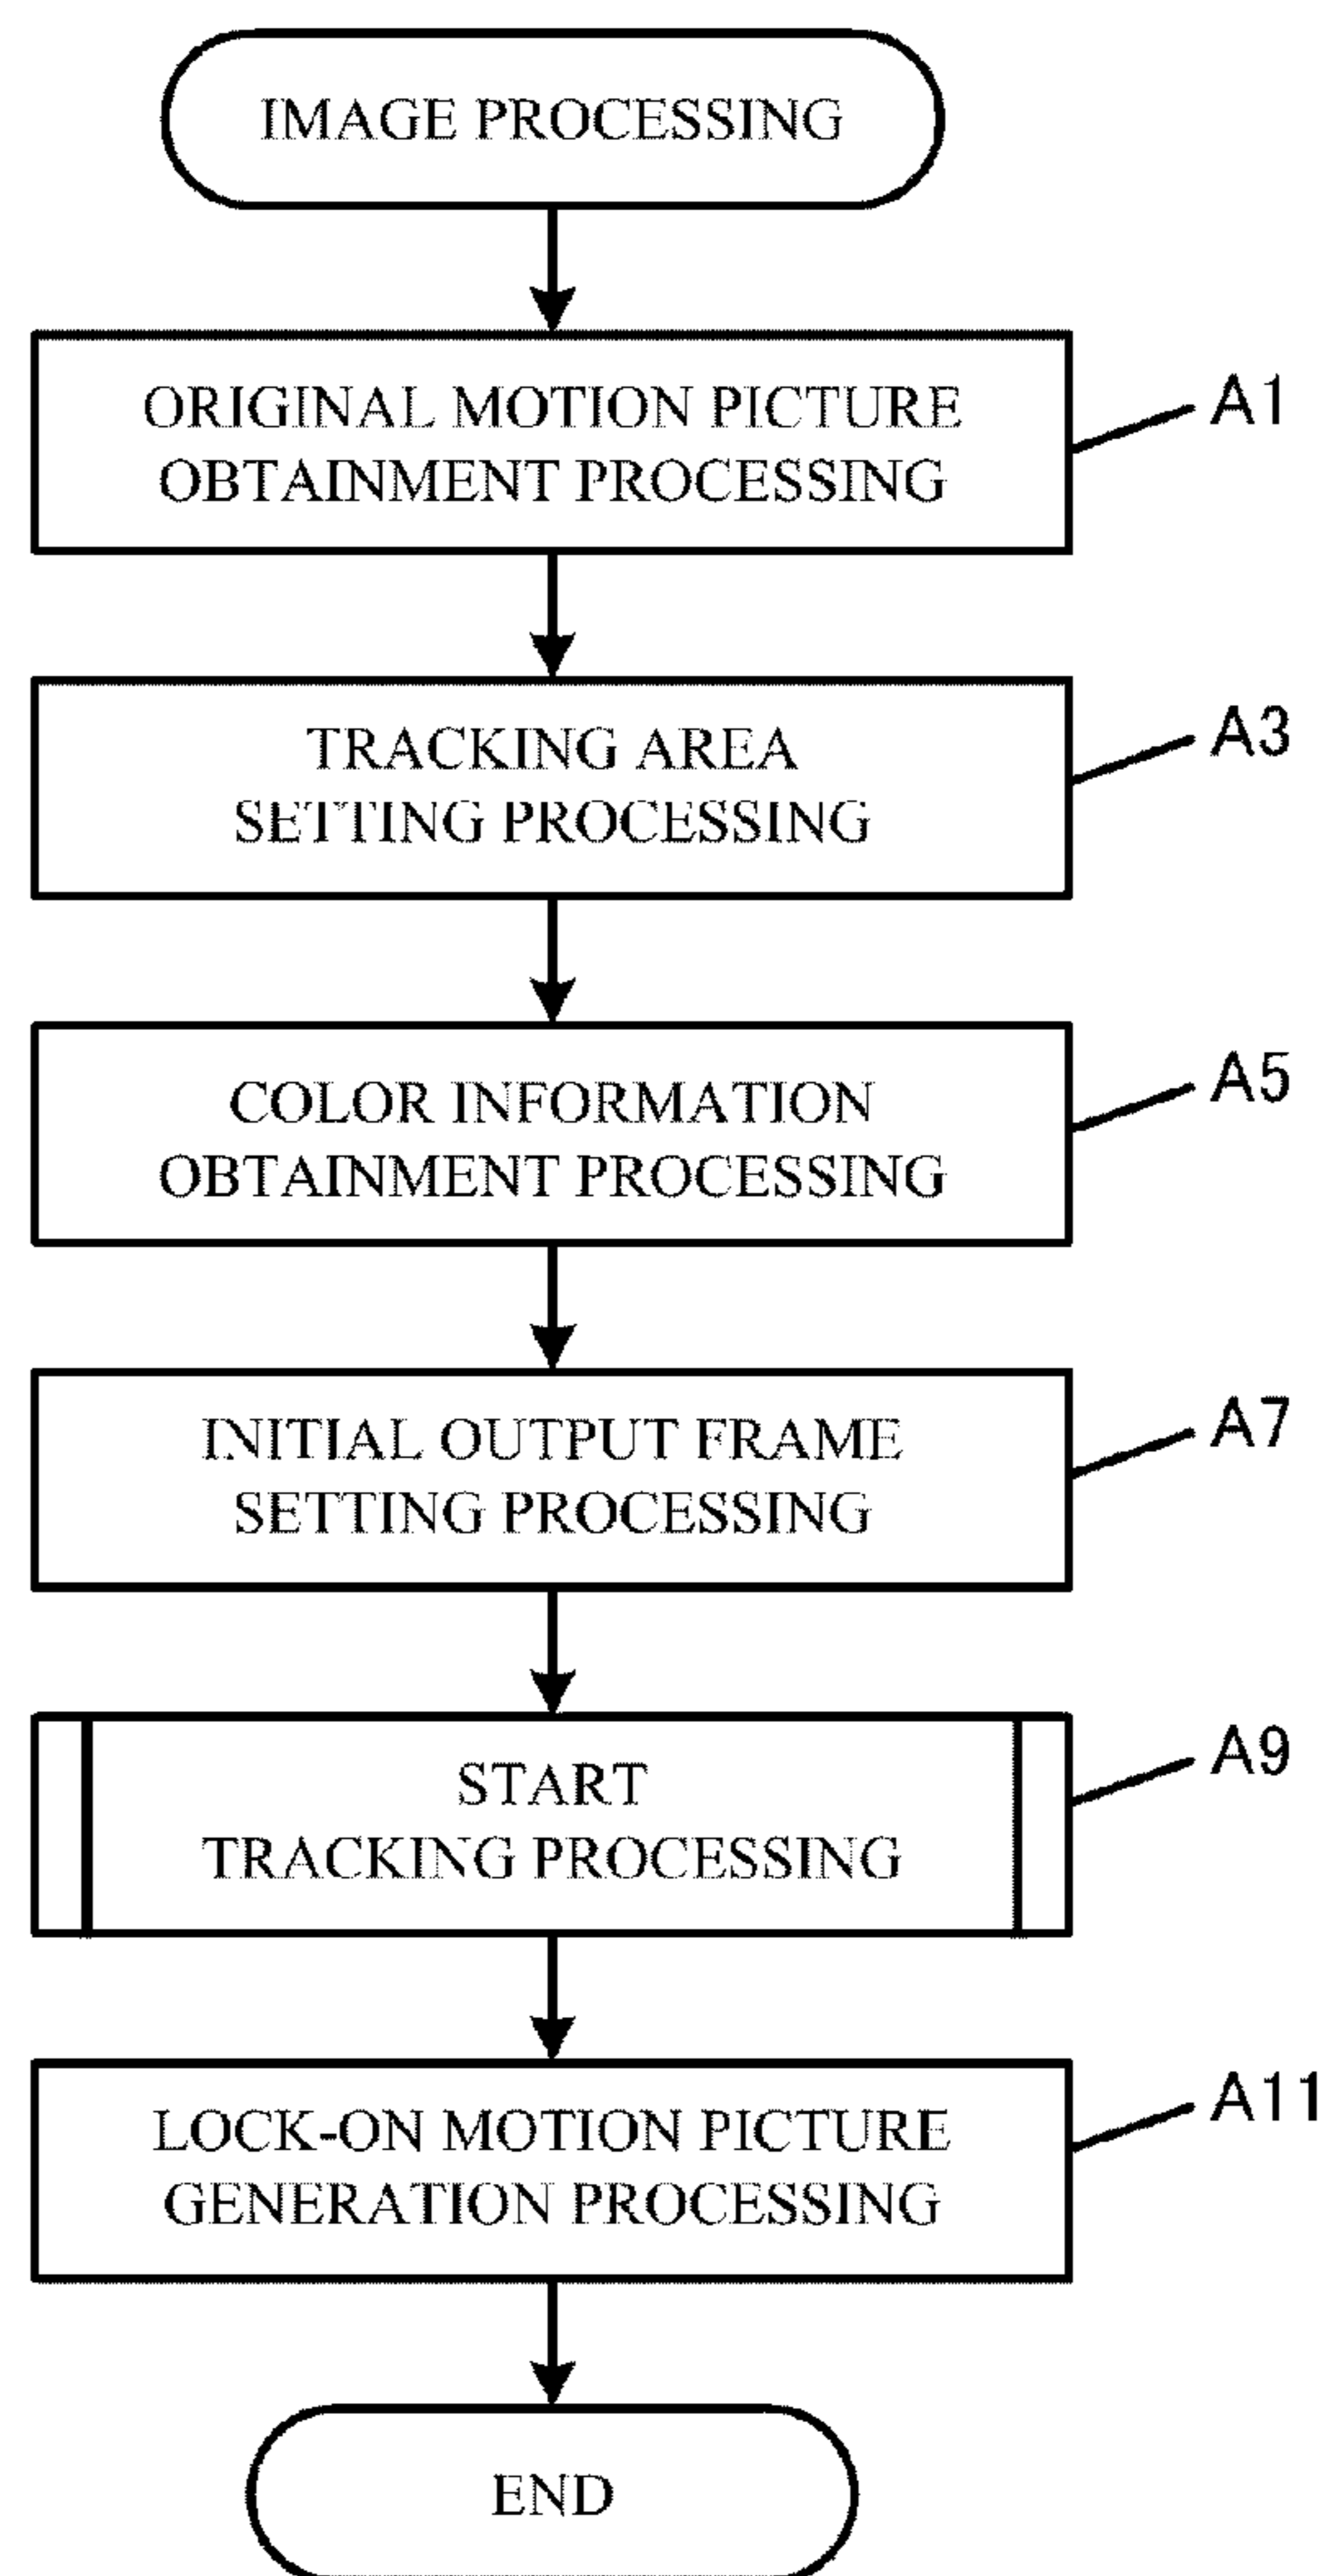 IMAGE PROCESSING
ORIGINAL MOTION PICTURE
OBTAINMENT PROCESSING
A1
TRACKING AREA
SETTING PROCESSING
A3
COLOR INFORMATION
OBTAINMENT PROCESSING
A5
INITIAL OUTPUT FRAME
SETTING PROCESSING
A7
START
TRACKING PROCESSING
A9
LOCK-ON MOTION PICTURE
GENERATION PROCESSING
A11
END